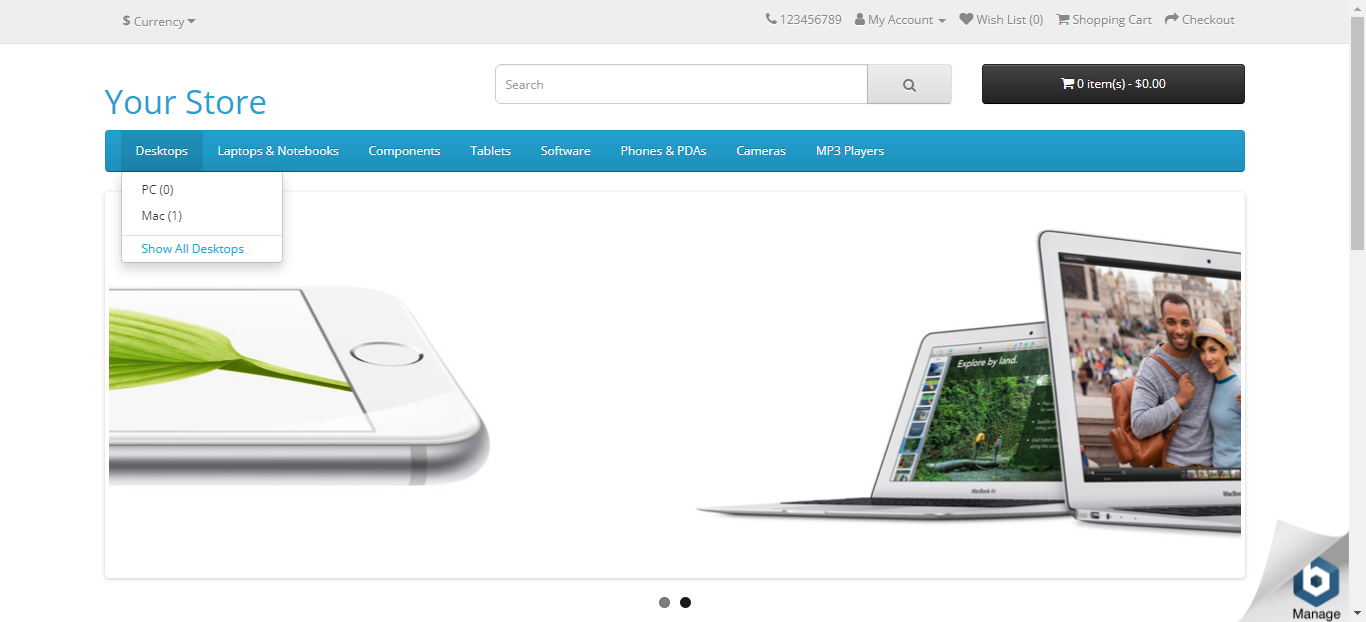 $ Currency
123456789 My Account Wish List (0) Shopping Cart Checkout
Your Store
Search
0 item(s) - $0.00
Desktops Laptops & Notebooks Components Tablets Software Phones & PDAs Cameras MP3 Players
PC (0)
Mac (1)
Show All Desktops
Explore by land.
MacBook Air
Manage